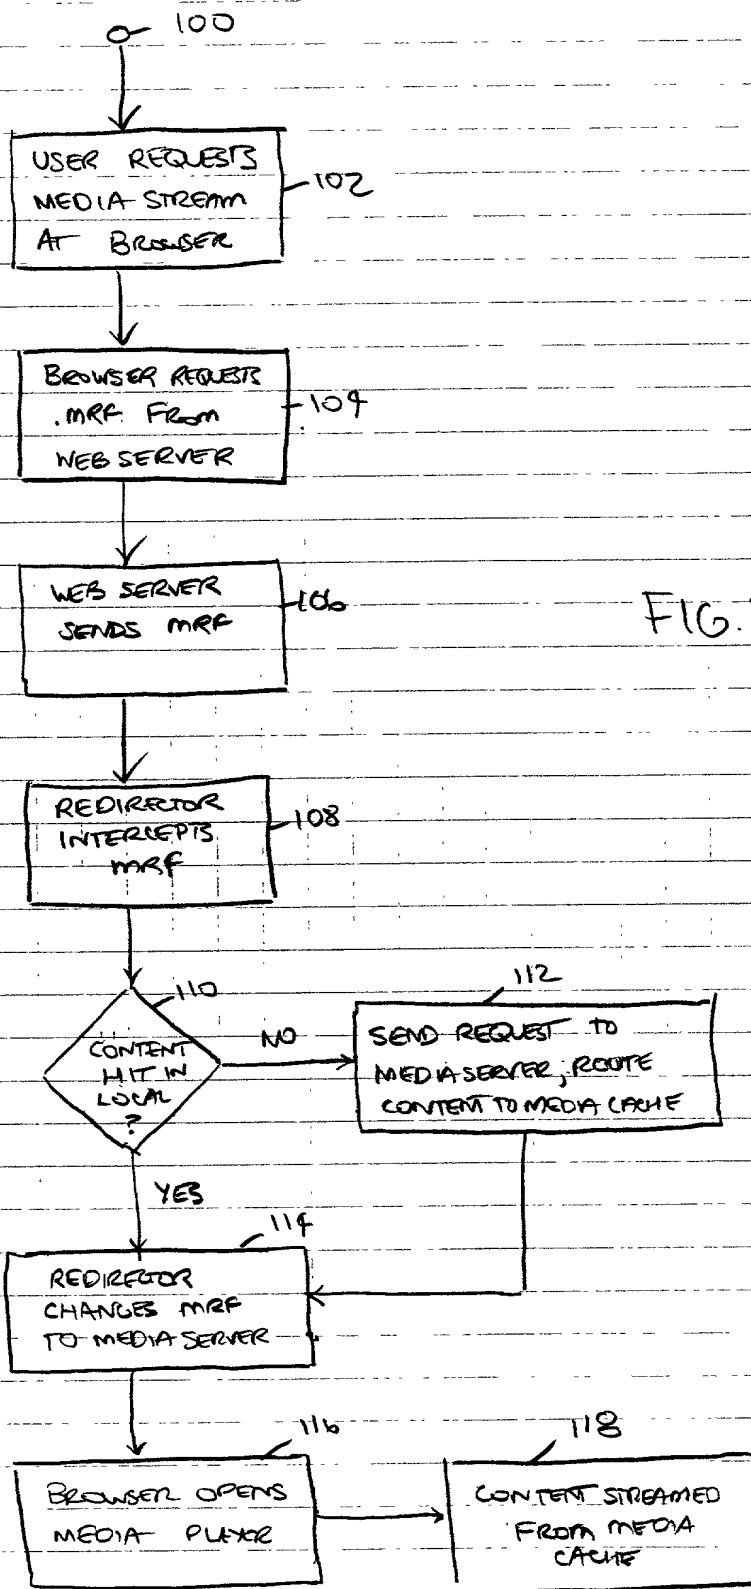 100
USER REQUESTS
MEDIA STREAM
AT BROWSER
102
BROWSER REQUESTS
.MRF FROM
WEB SERVER
104
WEB SERVER
SENDS MRF
106
FIG.
REDIRECTOR
INTERCEPTS
MRF
108
110
CONTENT
HIT IN
LOCAL
?
NO
112
SEND REQUEST TO
MEDIA SERVER, ROUTE
CONTENT TO MEDIA CACHE
YES
114
REDIRECTOR
CHANGES MRF
TO MEDIA SERVER
116
BROWSER OPENS
MEDIA PLAYER
118
CONTENT STREAMED
FROM MEDIA
CACHE